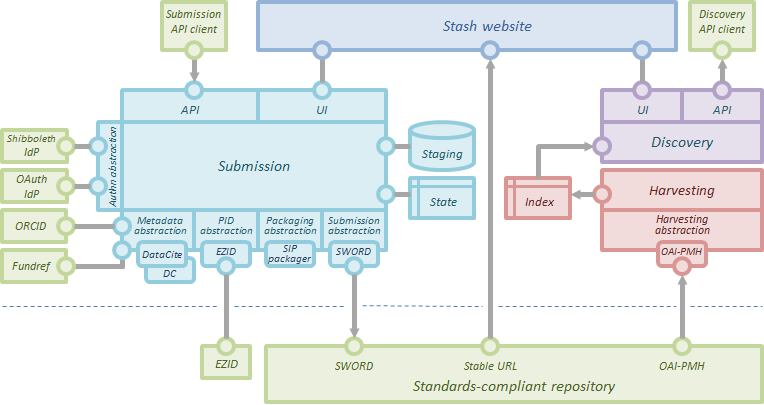 Submission
API client
Stash website
Discovery
API client
API
UI
UI
API
Authn abstraction
Shibboleth
IdP
OAuth
IdP
ORCID
Fundref
Submission
Staging
State
Index
Discovery
Harvesting
Metadata
abstraction
PID
abstraction
Packaging
abstraction
Submission
abstraction
Harvesting
abstraction
DataCite
DC
EZID
SIP
packager
SWORD
OAI-PMH
EZID
SWORD
Stable URL
OAI-PMH
Standards-compliant repository